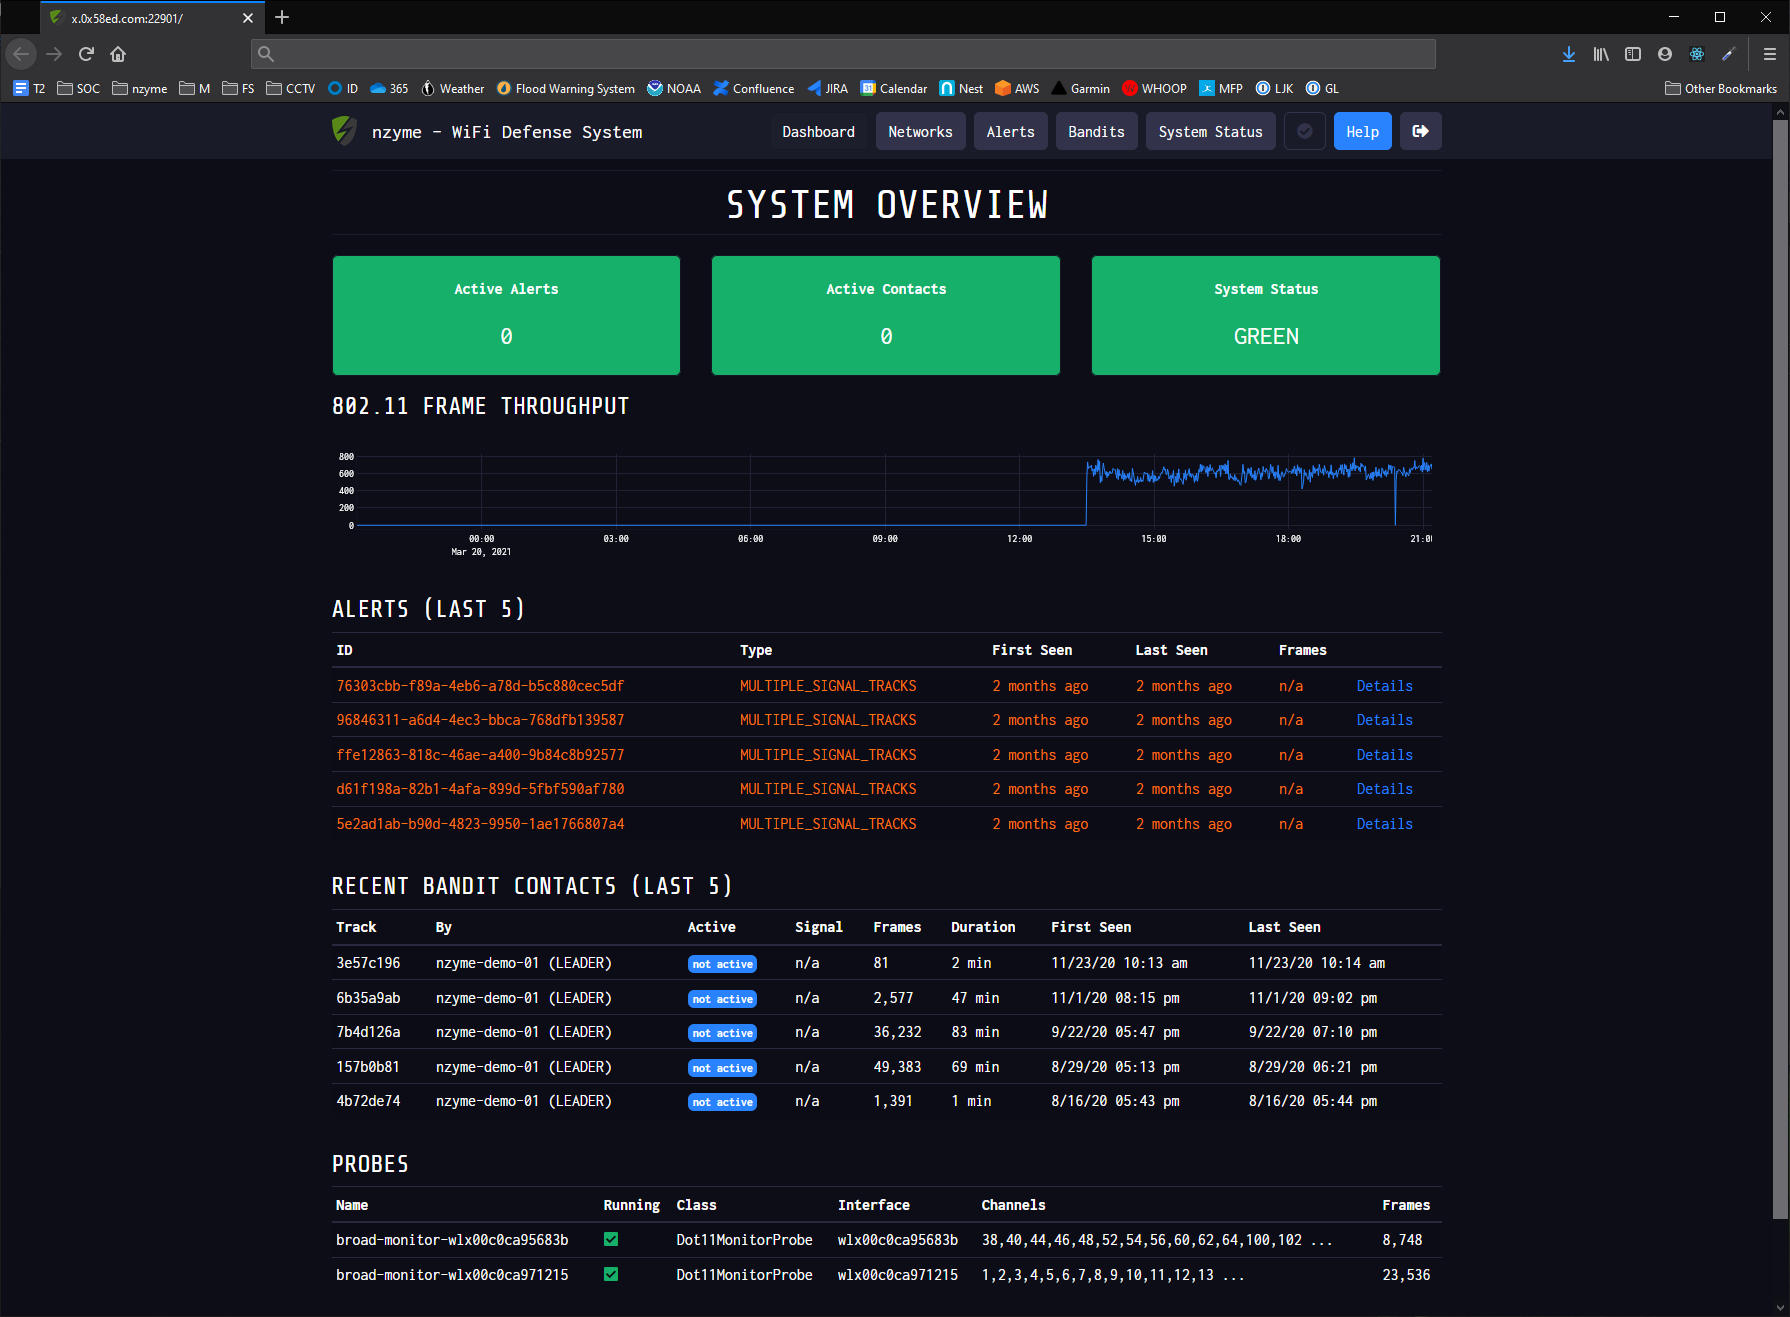 x.0x58ed.com:22901/
T2 SOC nzyme M FS CCTV ID 365 Weather Flood Warning System NOAA Confluence JIRA Calendar Nest AWS Garmin WHOOP MFP LJK GL Other Bookmarks
nzyme - WiFi Defense System Dashboard Networks Alerts Bandits System Status Help
SYSTEM OVERVIEW
Active Alerts Active Contacts System Status
0 0 GREEN
802.11 FRAME THROUGHPUT
800
600
400
200
0
00:00 03:00 06:00 09:00 12:00 15:00 18:00 21:0
Mar 20, 2021
ALERTS (LAST 5)
ID Type First Seen Last Seen Frames
76303cbb-f89a-4eb6-a78d-b5c880cec5df MULTIPLE_SIGNAL_TRACKS 2 months ago 2 months ago n/a Details
96846311-a6d4-4ec3-bbca-768dfb139587 MULTIPLE_SIGNAL_TRACKS 2 months ago 2 months ago n/a Details
ffe12863-818c-46ae-a400-9b84c8b92577 MULTIPLE_SIGNAL_TRACKS 2 months ago 2 months ago n/a Details
d61f198a-82b1-4afa-899d-5fbf590af780 MULTIPLE_SIGNAL_TRACKS 2 months ago 2 months ago n/a Details
5e2ad1ab-b90d-4823-9950-1ae1766807a4 MULTIPLE_SIGNAL_TRACKS 2 months ago 2 months ago n/a Details
RECENT BANDIT CONTACTS (LAST 5)
Track By Active Signal Frames Duration First Seen Last Seen
3e57c196 nzyme-demo-01 (LEADER) not active n/a 81 2 min 11/23/20 10:13 am 11/23/20 10:14 am
6b35a9ab nzyme-demo-01 (LEADER) not active n/a 2,577 47 min 11/1/20 08:15 pm 11/1/20 09:02 pm
7b4d126a nzyme-demo-01 (LEADER) not active n/a 36,232 83 min 9/22/20 05:47 pm 9/22/20 07:10 pm
157b0b81 nzyme-demo-01 (LEADER) not active n/a 49,383 69 min 8/29/20 05:13 pm 8/29/20 06:21 pm
4b72de74 nzyme-demo-01 (LEADER) not active n/a 1,391 1 min 8/16/20 05:43 pm 8/16/20 05:44 pm
PROBES
Name Running Class Interface Channels Frames
broad-monitor-wlx00c0ca95683b Dot11MonitorProbe wlx00c0ca95683b 38,40,44,46,48,52,54,56,60,62,64,100,102 ... 8,748
broad-monitor-wlx00c0ca971215 Dot11MonitorProbe wlx00c0ca971215 1,2,3,4,5,6,7,8,9,10,11,12,13 ... 23,536